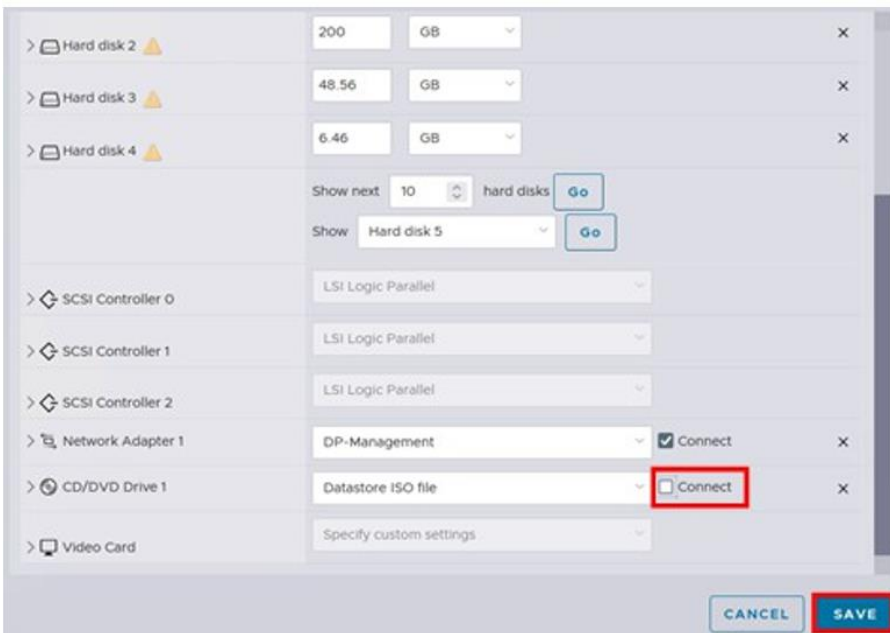 Hard disk 2 200 GB
Hard disk 3 48.56 GB
Hard disk 4 6.46 GB
Show next 10 hard disks Go
Show Hard disk 5 Go
SCSI Controller 0 LSI Logic Parallel
SCSI Controller 1 LSI Logic Parallel
SCSI Controller 2 LSI Logic Parallel
Network Adapter 1 DP-Management Connect
CD/DVD Drive 1 Datastore ISO file Connect
Video Card Specify custom settings
CANCEL SAVE